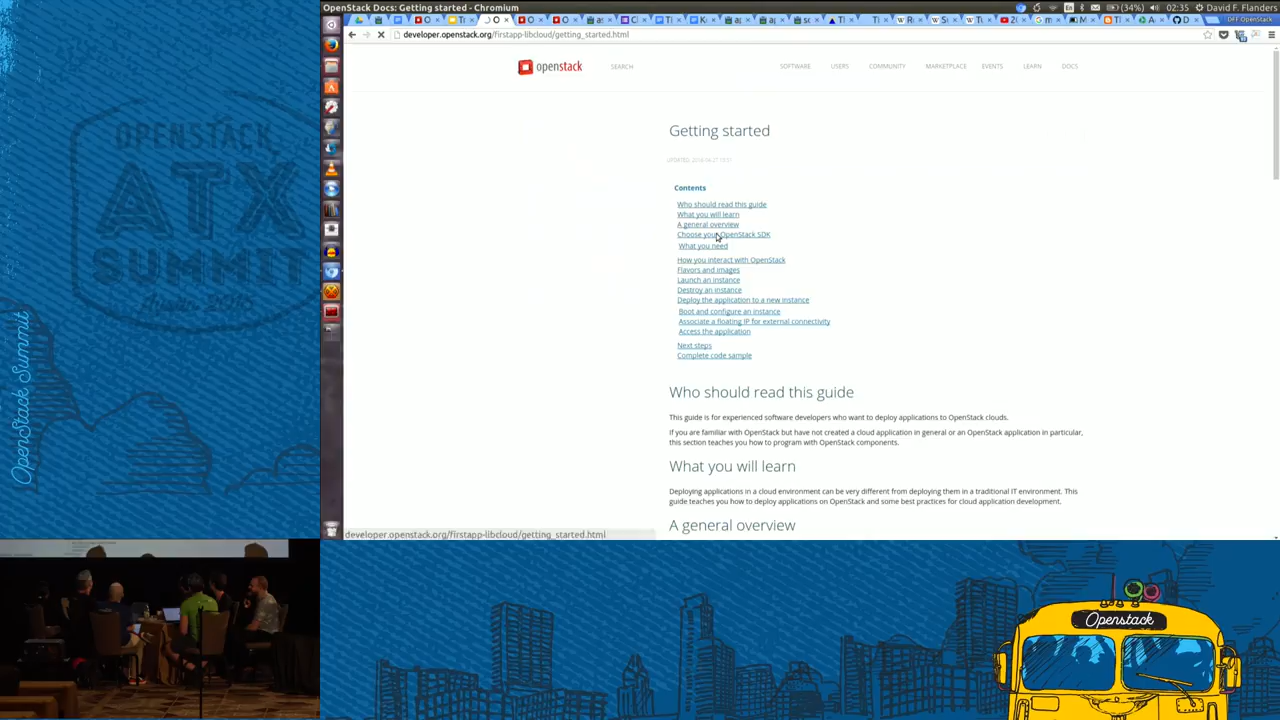 OpenStack Docs: Getting started - Chromium
(34%)
02:35
David F. Flanders
DFF OpenStack
developer.openstack.org/firstapp-libcloud/getting_started.html
openstack
SEARCH
SOFTWARE
USERS
COMMUNITY
MARKETPLACE
EVENTS
LEARN
DOCS
Getting started
Contents
Who should read this guide
What you will learn
A general overview
Choose your OpenStack SDK
What you need
How you interact with OpenStack
Flavors and images
Launch an instance
Destroy an instance
Deploy the application to a new instance
Boot and configure an instance
Associate a floating IP for external connectivity
Access the application
Next steps
Complete code sample
Who should read this guide
This guide is for experienced software developers who want to deploy applications to OpenStack clouds.
If you are familiar with OpenStack but have not created a cloud application in general or an OpenStack application in particular,
this section teaches you how to program with OpenStack components.
What you will learn
Deploying applications in a cloud environment can be very different from deploying them in a traditional IT environment. This
guide teaches you how to deploy applications on OpenStack and some best practices for cloud application development.
A general overview
developer.openstack.org/firstapp-libcloud/getting_started.html
OPENSTACK
OpenStack Summit
Openstack